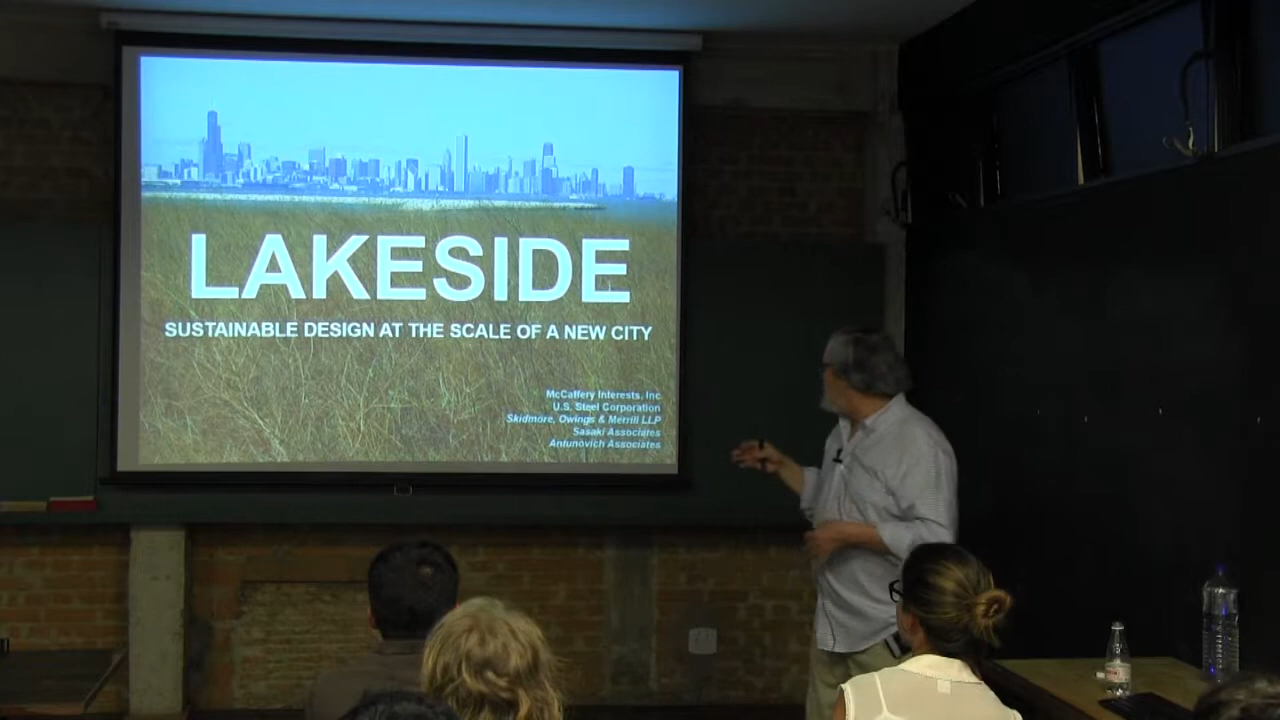 LAKESIDE
SUSTAINABLE DESIGN AT THE SCALE OF A NEW CITY
McCaffery Interests, Inc
U.S. Steel Corporation
Skidmore, Owings & Merrill LLP
Sasaki Associates
Antunovich Associates